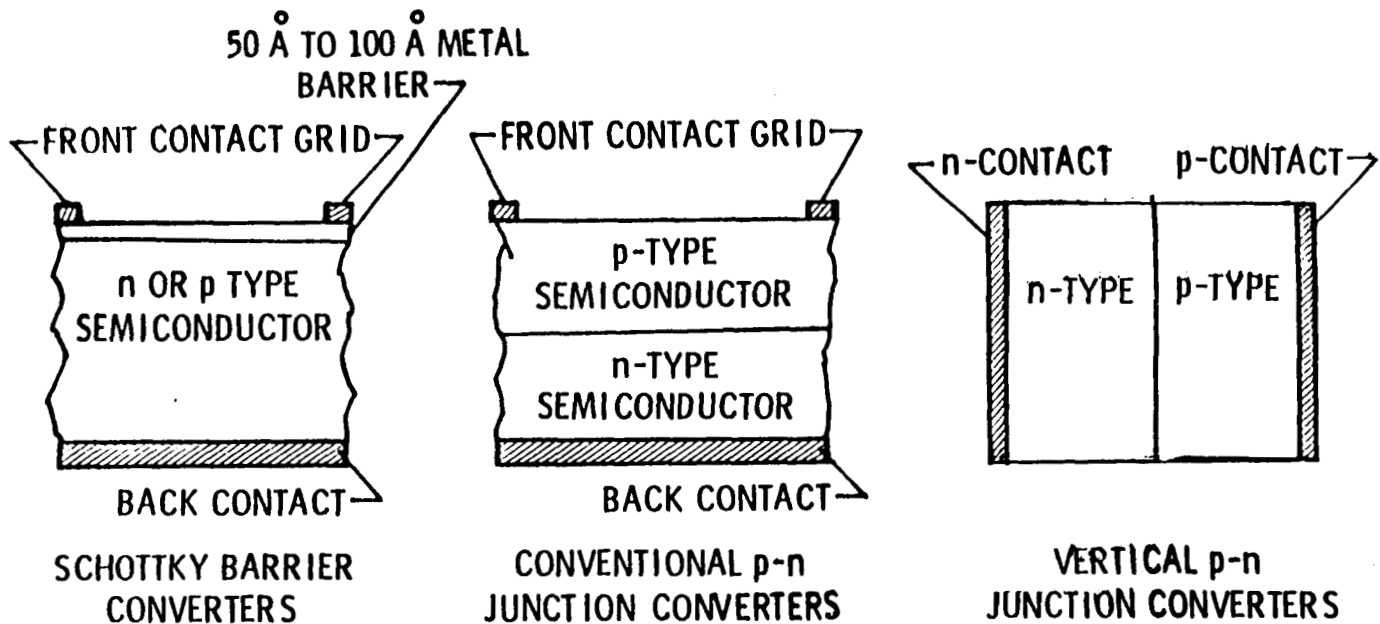 50 Å TO 100 Å METAL
BARRIER
FRONT CONTACT GRID
n OR p TYPE
SEMICONDUCTOR
BACK CONTACT
SCHOTTKY BARRIER
CONVERTERS
FRONT CONTACT GRID
p-TYPE
SEMICONDUCTOR
n-TYPE
SEMICONDUCTOR
BACK CONTACT
CONVENTIONAL p-n
JUNCTION CONVERTERS
n-CONTACT
p-CONTACT
n-TYPE
p-TYPE
VERTICAL p-n
JUNCTION CONVERTERS